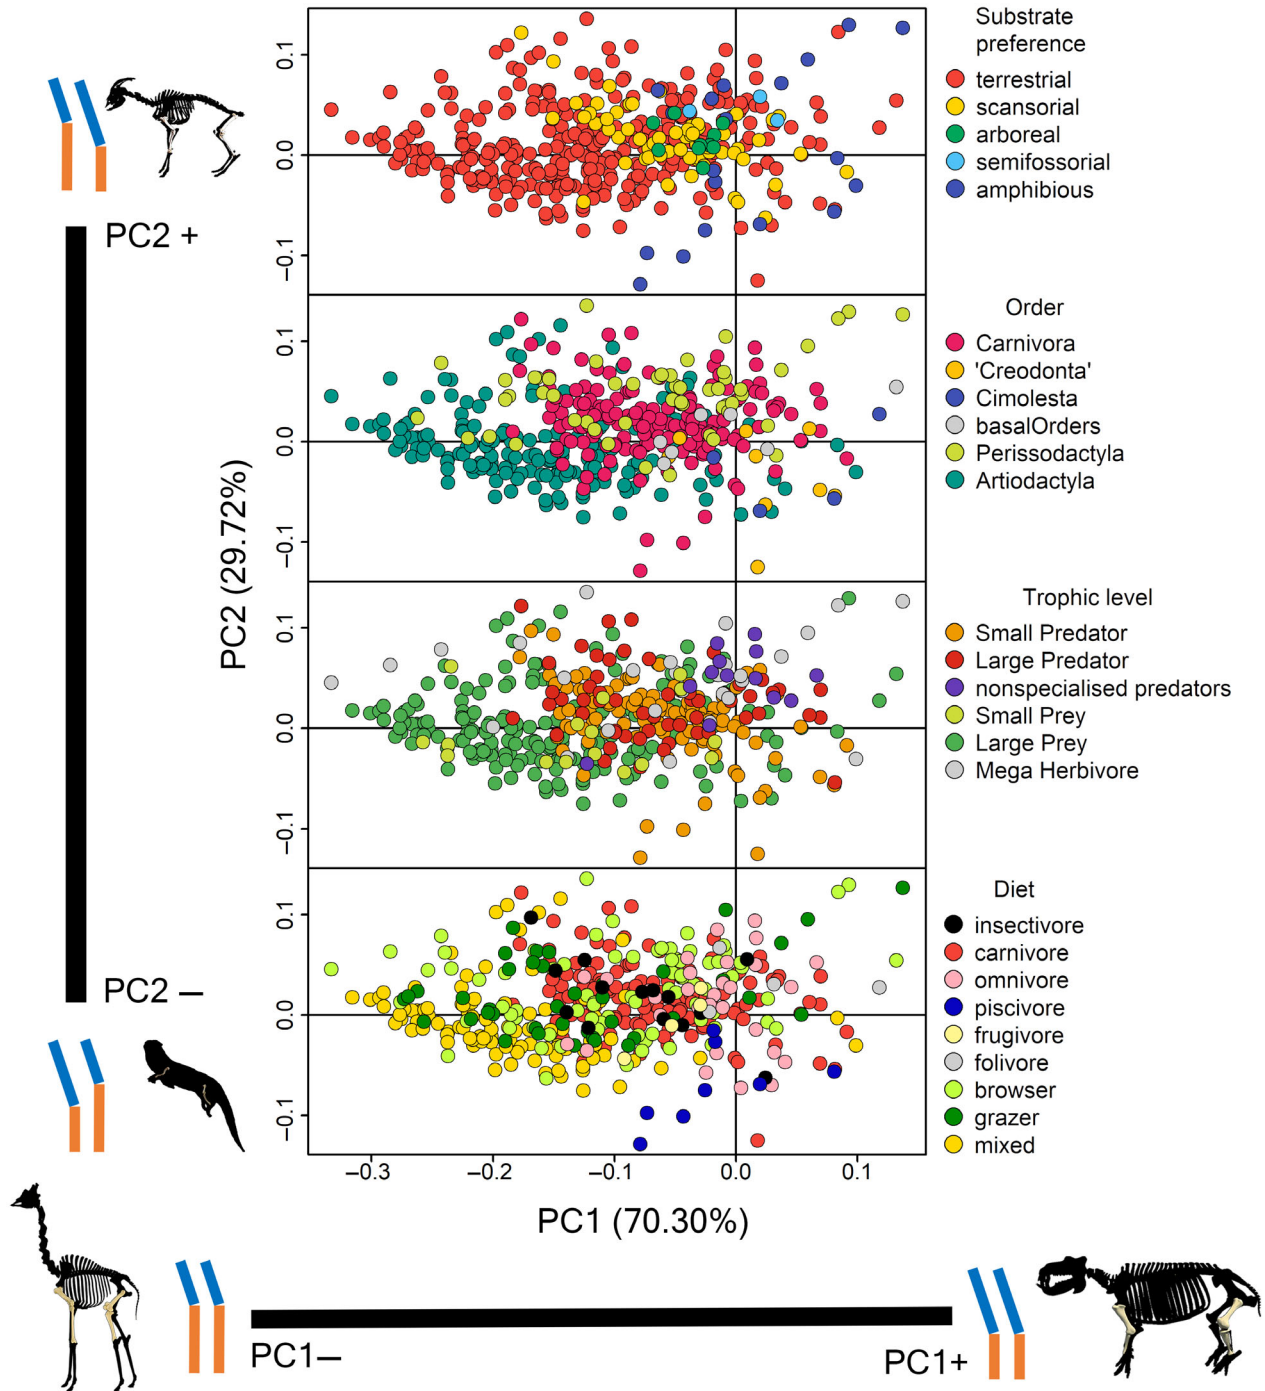 Substrate
preference
terrestrial
scansorial
arboreal
semifossorial
amphibious
0.1
0.0
−0.1
PC2 +
Order
Carnivora
'Creodonta'
Cimolesta
basalOrders
Perissodactyla
Artiodactyla
0.1
0.0
−0.1
PC2 (29.72%)
Trophic level
Small Predator
Large Predator
nonspecialised predators
Small Prey
Large Prey
Mega Herbivore
0.1
0.0
−0.1
PC2 −
Diet
insectivore
carnivore
omnivore
piscivore
frugivore
folivore
browser
grazer
mixed
0.1
0.0
−0.1
−0.3 −0.2 −0.1 0.0 0.1
PC1 (70.30%)
PC1−
PC1+